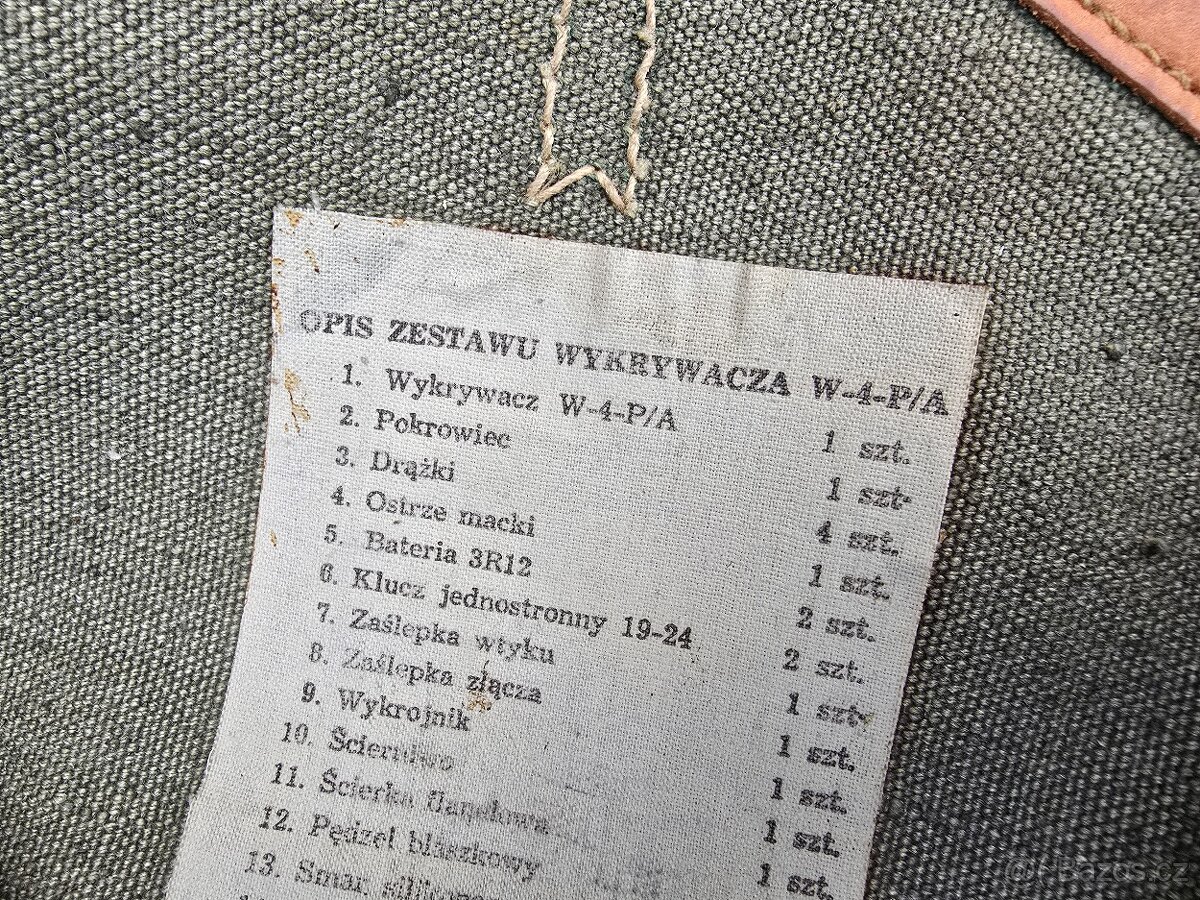 OPIS ZESTAWU WYKRYWACZA W-4-P/A
1. Wykrywacz W-4-P/A 1 szt.
2. Pokrowiec 1 szt.
3. Drążki 4 szt.
4. Ostrze macki 1 szt.
5. Bateria 3R12 2 szt.
6. Klucz jednostronny 19-24 2 szt.
7. Zaślepka wtyku 1 szt.
8. Zaślepka złącza 1 szt.
9. Wykrojnik 1 szt.
10. Ścieradwo 1 szt.
11. Ścierka flanelowa 1 szt.
12. Pędzel blaszkowy
13. Smar
Bazos.cz